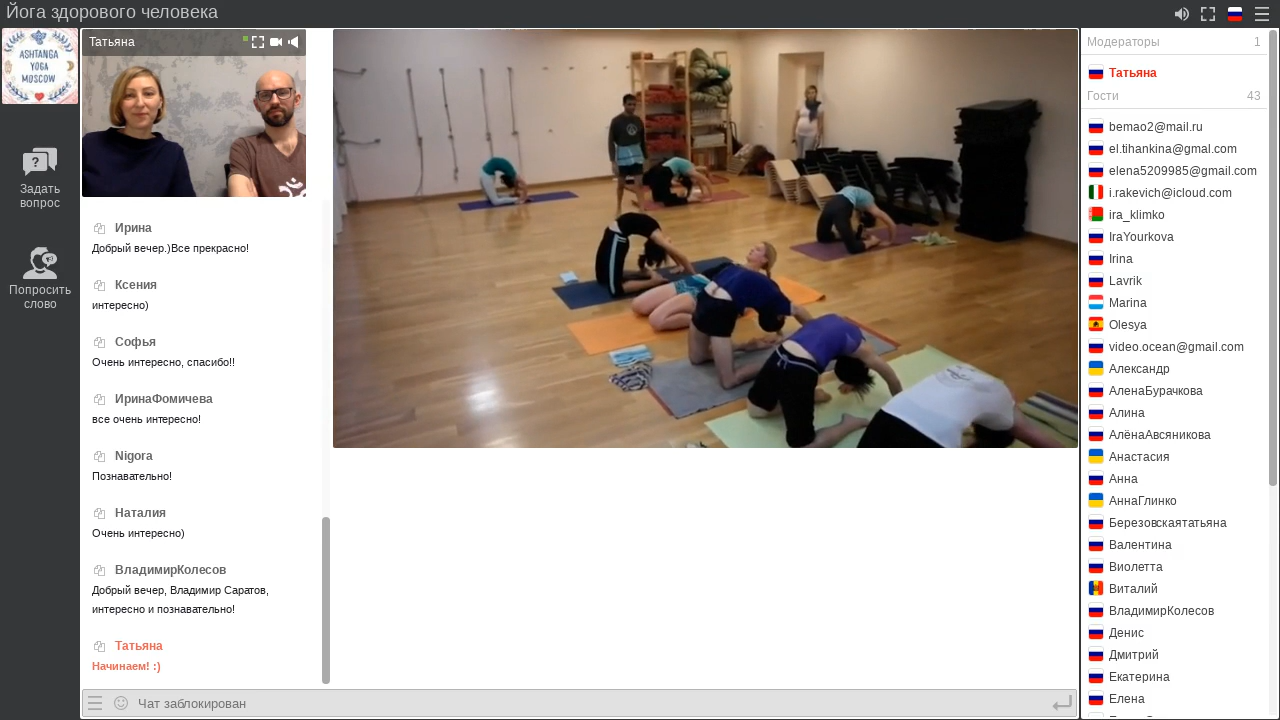 Йога здорового человека
ASHTANGA
YOGA
MOSCOW
Задать
вопрос
Попросить
слово
Татьяна
Ирина
Добрый вечер.)Все прекрасно!
Ксения
интересно)
Софья
Очень интересно, спасибо!!
ИринаФомичева
все очень интересно!
Nigora
Познавательно!
Наталия
Очень интересно)
ВладимирКолесов
Добрый вечер, Владимир Саратов,
интересно и познавательно!
Татьяна
Начинаем! :)
Чат заблокирован
Модераторы 1
Татьяна
Гости 43
bemao2@mail.ru
el.tihankina@gmal.com
elena5209985@gmail.com
i.rakevich@icloud.com
ira_klimko
IraYourkova
Irina
Lavrik
Marina
Olesya
video.ocean@gmail.com
Александр
АленаБурачкова
Алина
АлёнаАвсяникова
Анастасия
Анна
АннаГлинко
Березовскаятатьяна
Валентина
Виолетта
Виталий
ВладимирКолесов
Денис
Дмитрий
Екатерина
Елена